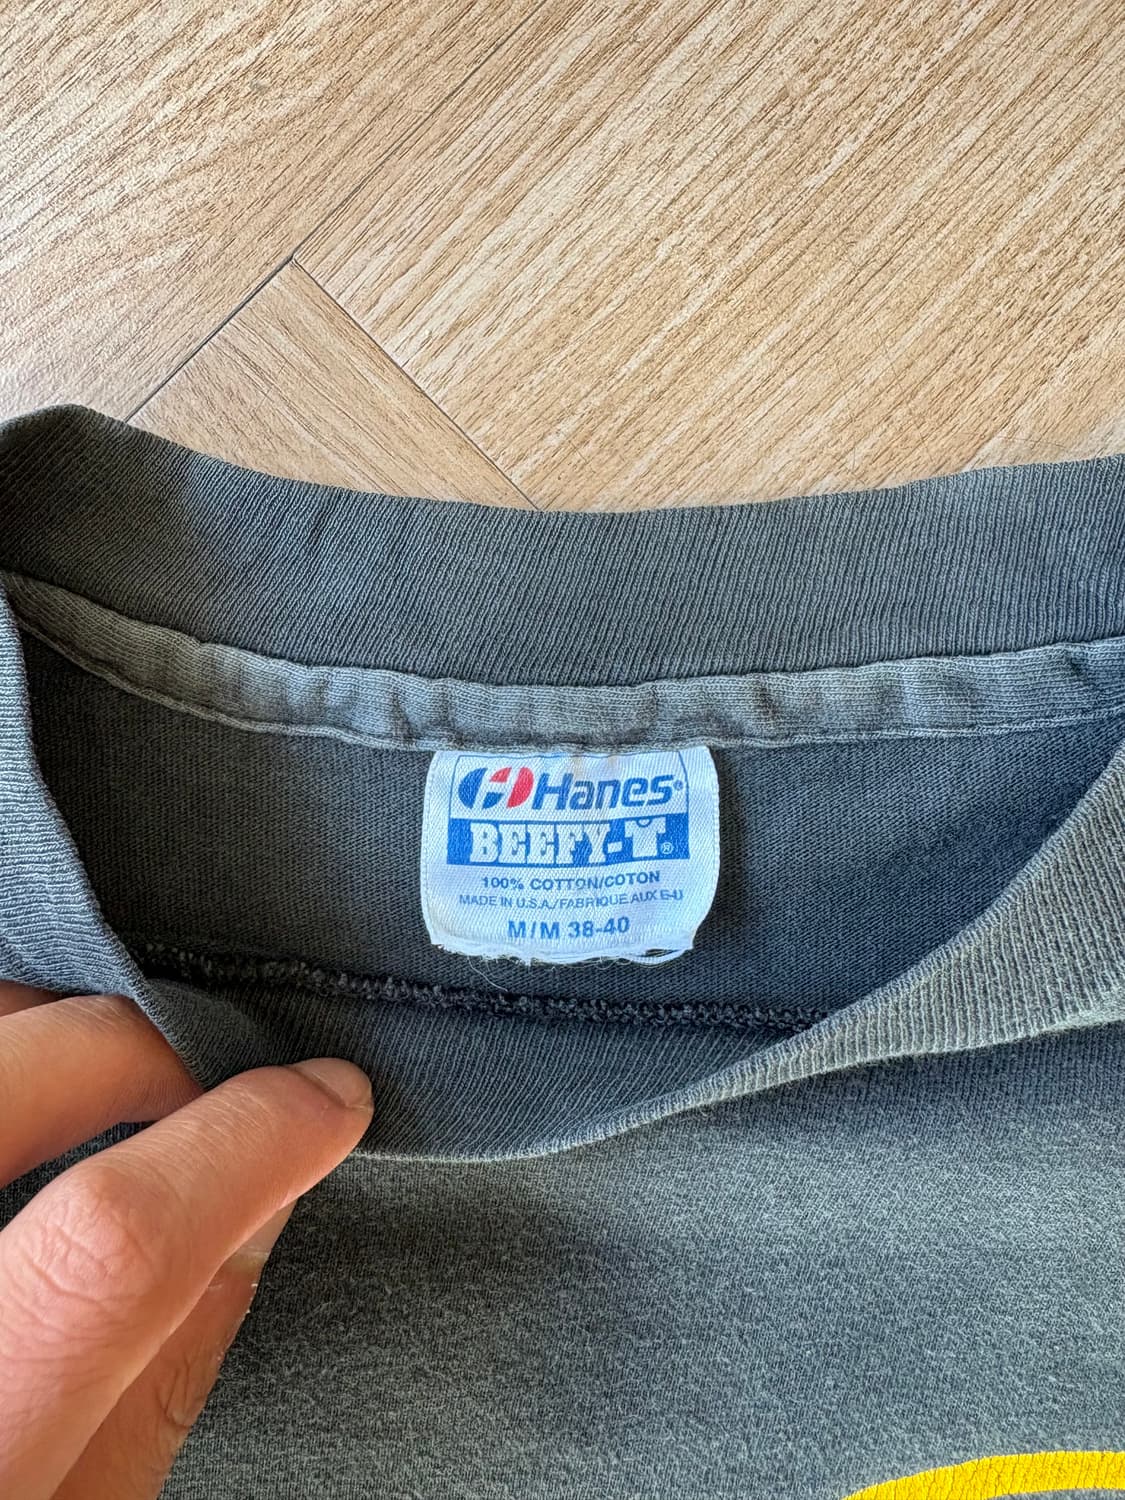 Hanes®
BEEFY-T®
100% COTTON/COTON
MADE IN U.S.A./FABRIQUE AUX E-U
M/M 38-40